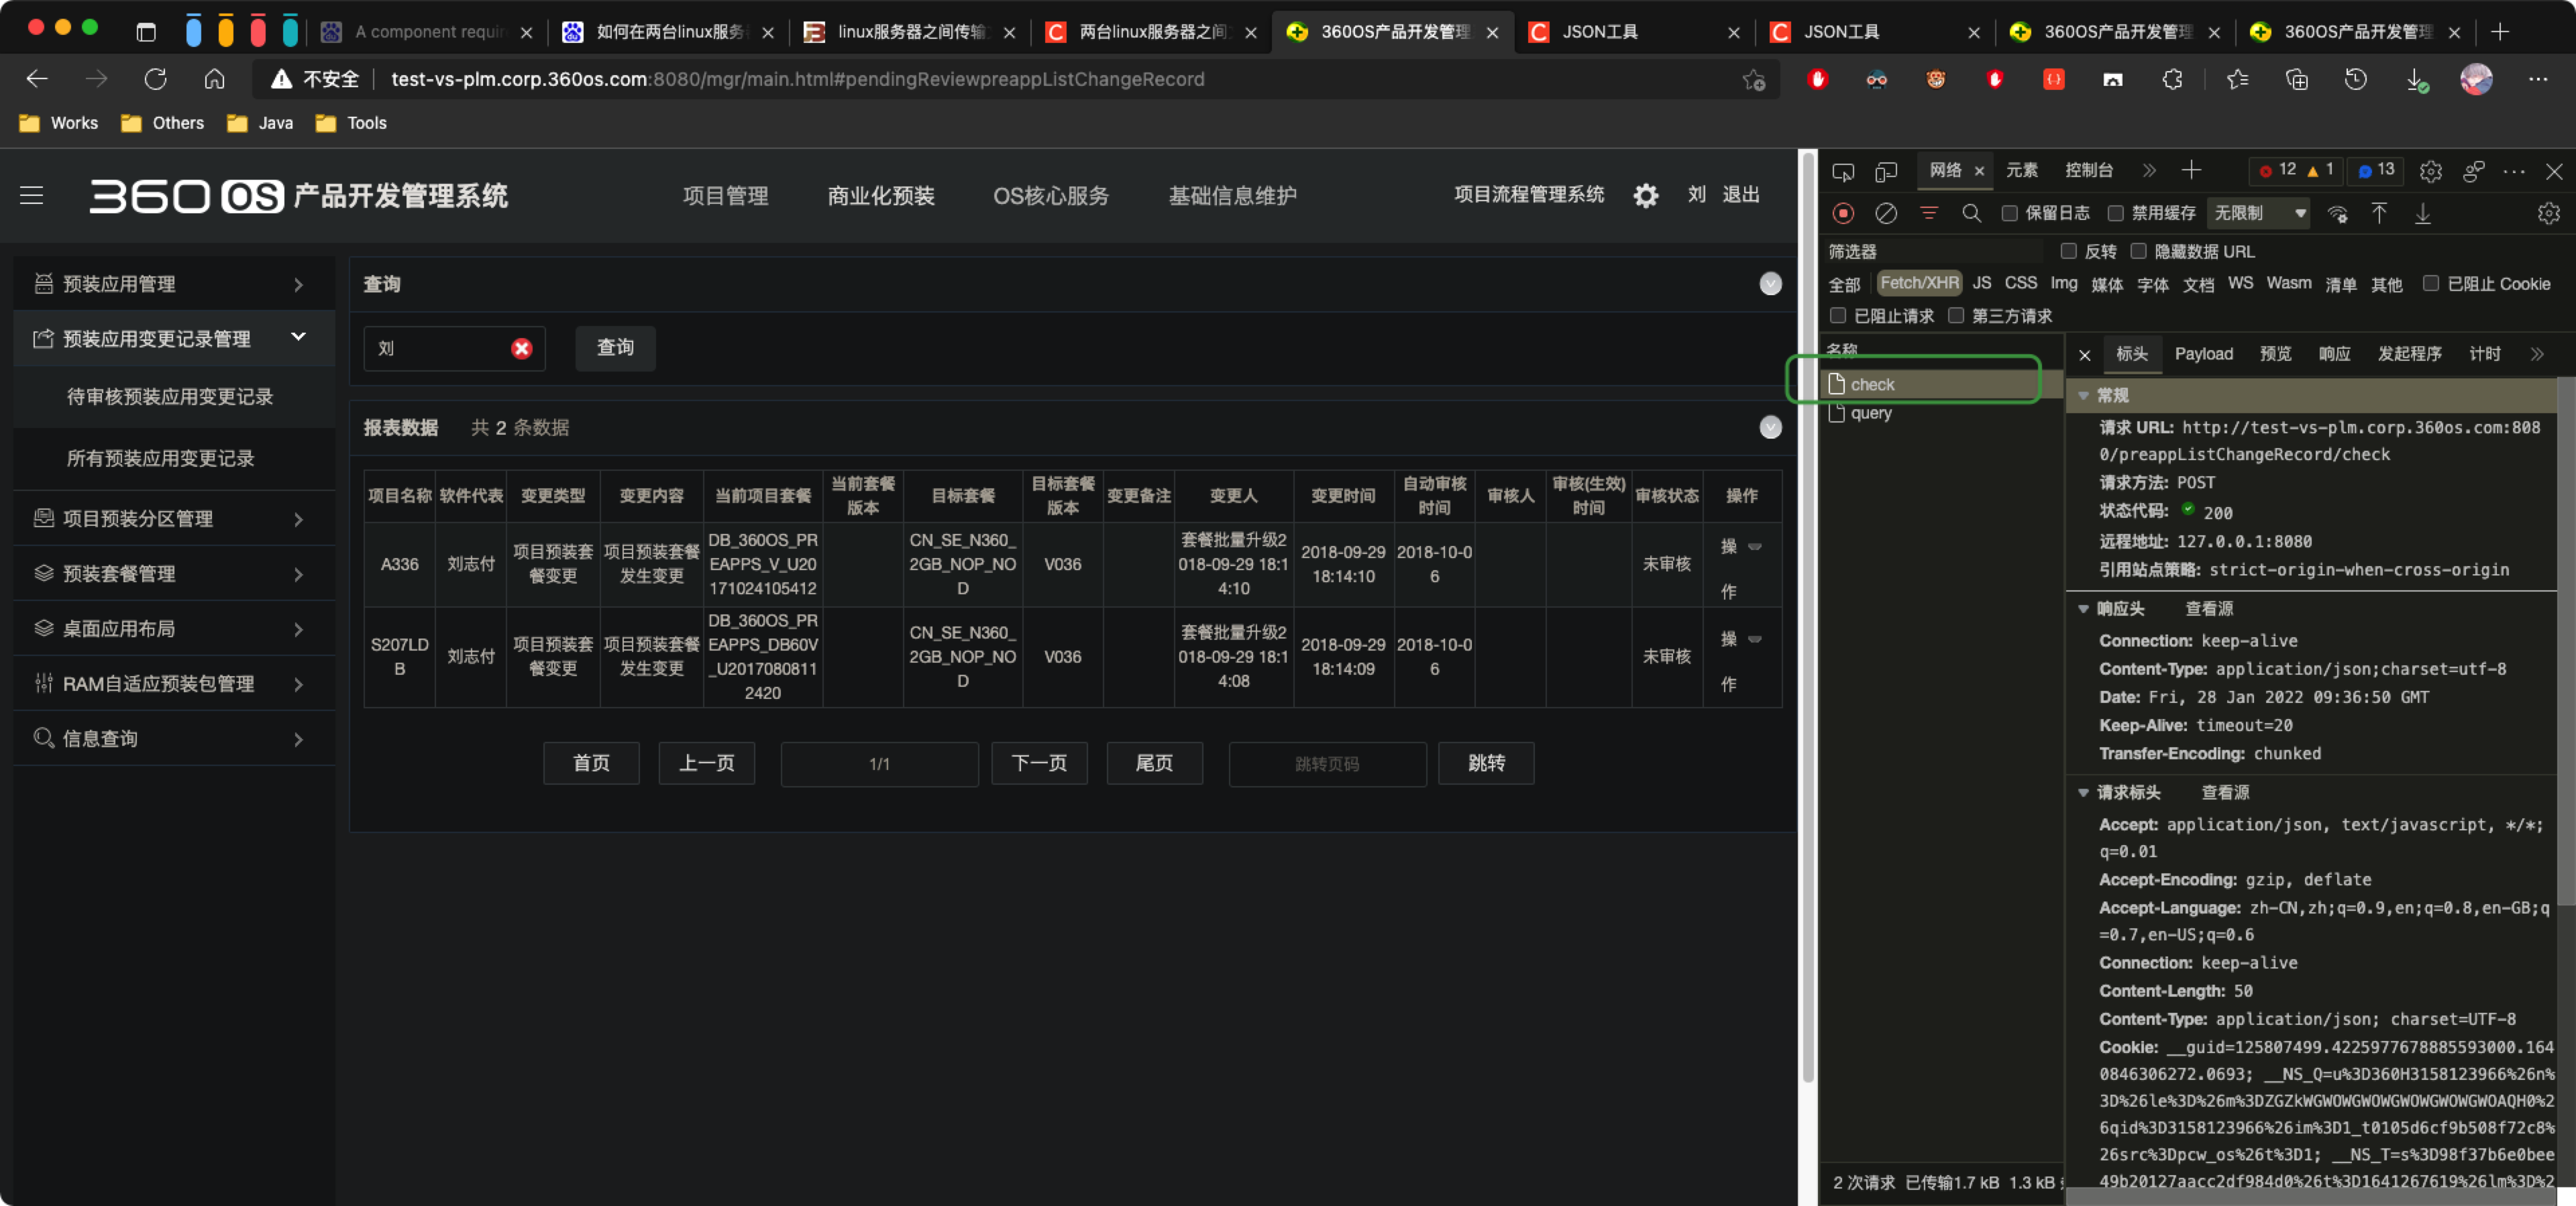 A component requir
如何在两台linux服务
linux服务器之间传输
两台linux服务器之间
360OS产品开发管理
JSON工具
JSON工具
360OS产品开发管理
360OS产品开发管理
不安全 test-vs-plm.corp.360os.com:8080/mgr/main.html#pendingReviewpreappListChangeRecord
Works Others Java Tools
360 OS 产品开发管理系统
项目管理 商业化预装 OS核心服务 基础信息维护 项目流程管理系统 刘 退出
预装应用管理
预装应用变更记录管理
待审核预装应用变更记录
所有预装应用变更记录
项目预装分区管理
预装套餐管理
桌面应用布局
RAM自适应预装包管理
信息查询
查询
刘 查询
报表数据 共 2 条数据
项目名称 软件代表 变更类型 变更内容 当前项目套餐 当前套餐版本 目标套餐 目标套餐版本 变更备注 变更人 变更时间 自动审核时间 审核人 审核(生效)时间 审核状态 操作
A336 刘志付 项目预装套餐变更 项目预装套餐发生变更 DB_360OS_PREAPPS_V_U20171024105412 CN_SE_N360_2GB_NOP_NOD V036 套餐批量升级2018-09-29 18:14:10 2018-09-29 18:14:10 2018-10-06 未审核 操作
S207LDB 刘志付 项目预装套餐变更 项目预装套餐发生变更 DB_360OS_PREAPPS_DB60V_U20170808112420 CN_SE_N360_2GB_NOP_NOD V036 套餐批量升级2018-09-29 18:14:08 2018-09-29 18:14:09 2018-10-06 未审核 操作
首页 上一页 1/1 下一页 尾页 跳转页码 跳转
网络 元素 控制台 12 1 13
保留日志 禁用缓存 无限制
筛选器 反转 隐藏数据 URL
全部 Fetch/XHR JS CSS Img 媒体 字体 文档 WS Wasm 清单 其他 已阻止 Cookie
已阻止请求 第三方请求
名称
check
query
标头 Payload 预览 响应 发起程序 计时
常规
请求 URL: http://test-vs-plm.corp.360os.com:808
0/preappListChangeRecord/check
请求方法: POST
状态代码: 200
远程地址: 127.0.0.1:8080
引用站点策略: strict-origin-when-cross-origin
响应头 查看源
Connection: keep-alive
Content-Type: application/json;charset=utf-8
Date: Fri, 28 Jan 2022 09:36:50 GMT
Keep-Alive: timeout=20
Transfer-Encoding: chunked
请求标头 查看源
Accept: application/json, text/javascript, */*;
q=0.01
Accept-Encoding: gzip, deflate
Accept-Language: zh-CN,zh;q=0.9,en;q=0.8,en-GB;q
=0.7,en-US;q=0.6
Connection: keep-alive
Content-Length: 50
Content-Type: application/json; charset=UTF-8
Cookie: __guid=125807499.4225977678885593000.164
0846306272.0693; __NS_Q=u%3D360H3158123966%26n%
3D%26le%3D%26m%3DZGZkWGWOWGWOWGWOWGWOWGWOAQH0%2
6qid%3D3158123966%26im%3D1_t0105d6cf9b508f72c8%
26src%3Dpcw_os%26t%3D1; __NS_T=s%3D98f37b6e0bee
49b20127aacc2df984d0%26t%3D1641267619%26lm%3D%2
2 次请求 已传输1.7 kB 1.3 kB